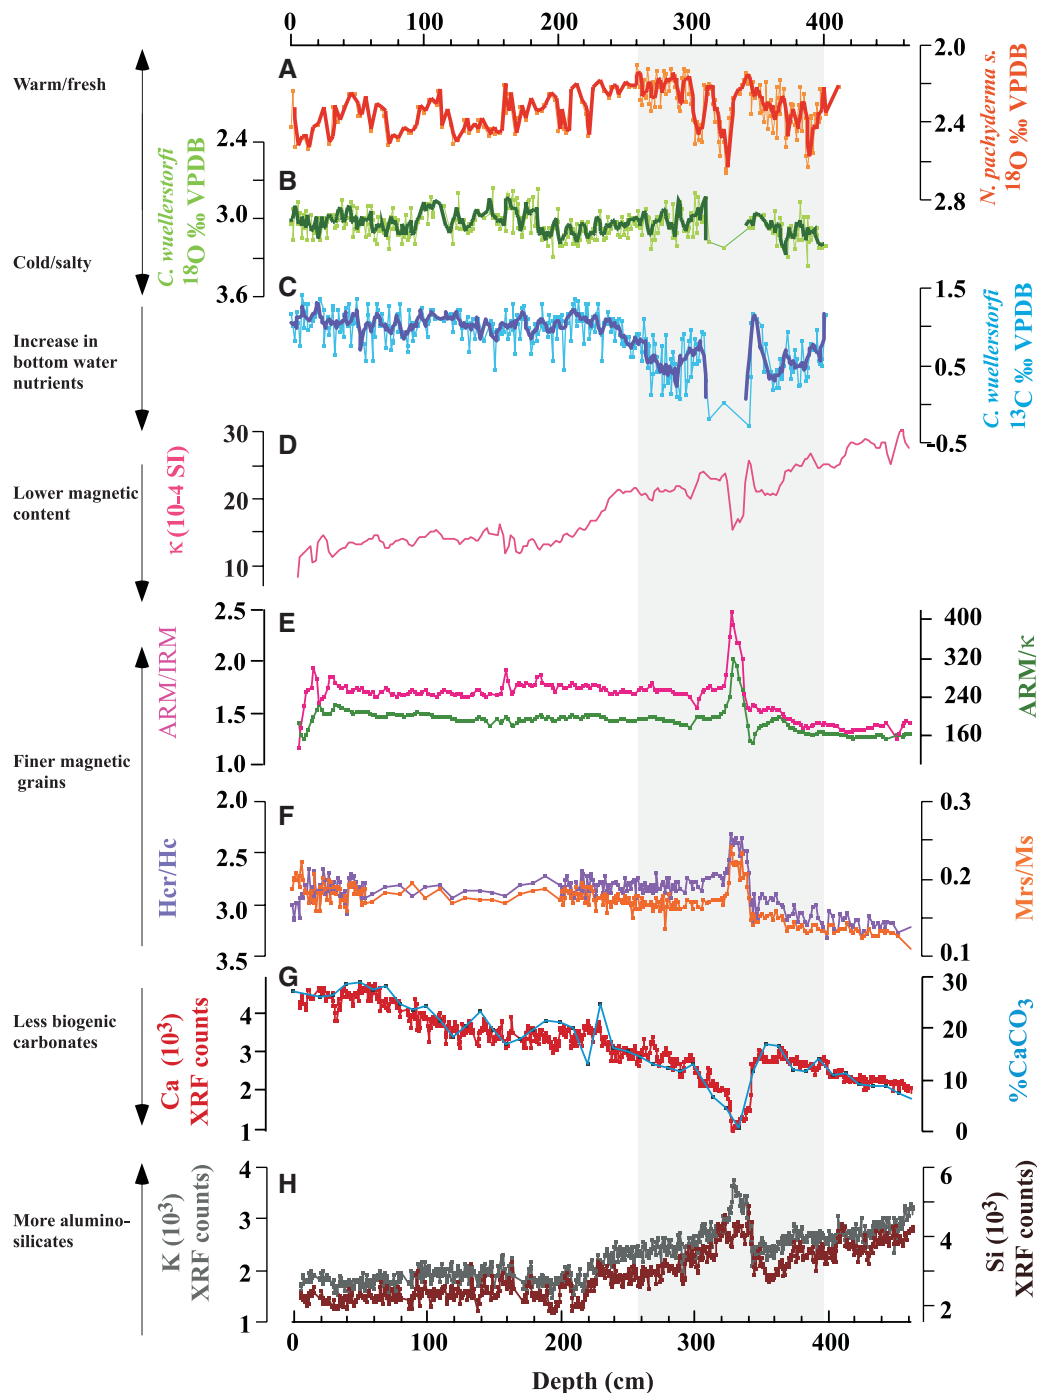 0 100 200 300 400
A
Warm/fresh
2.0
2.4
2.8
N. pachyderma s.
18O ‰ VPDB
B
2.4
3.0
3.6
C. wuellerstorfi
18O ‰ VPDB
Cold/salty
C
Increase in
bottom water
nutrients
1.5
0.5
-0.5
C. wuellerstorfi
13C ‰ VPDB
D
30
20
10
κ (10-4 SI)
Lower magnetic
content
E
2.5
2.0
1.5
1.0
ARM/IRM
400
320
240
160
ARM/κ
Finer magnetic
grains
F
2.0
2.5
3.0
3.5
Hcr/Hc
0.3
0.2
0.1
Mrs/Ms
G
Less biogenic
carbonates
4
3
2
1
Ca (103)
XRF counts
30
20
10
0
%CaCO3
H
More alumino-
silicates
4
3
2
1
K (103)
XRF counts)
6
4
2
Si (103)
XRF counts)
0 100 200 300 400
Depth (cm)